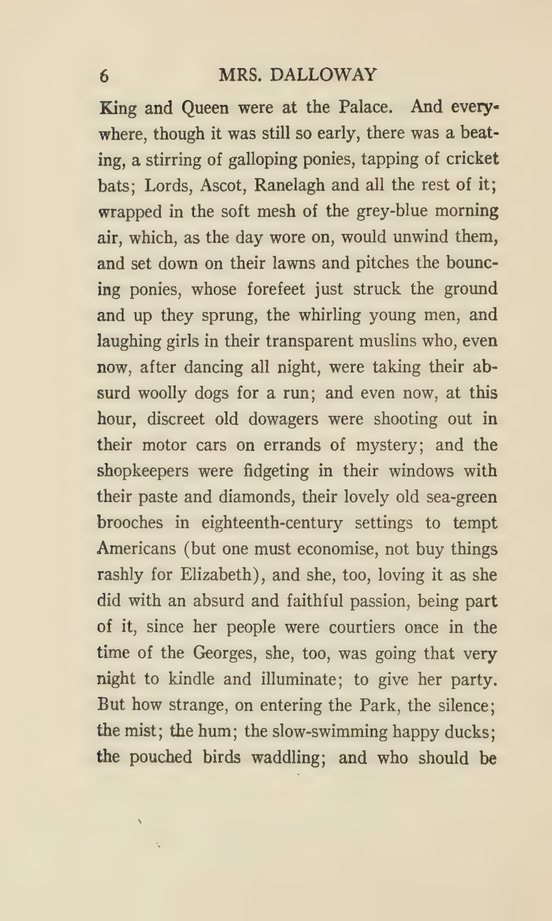 6 MRS. DALLOWAY
King and Queen were at the Palace. And every-
where, though it was still so early, there was a beat-
ing, a stirring of galloping ponies, tapping of cricket
bats; Lords, Ascot, Ranelagh and all the rest of it;
wrapped in the soft mesh of the grey-blue morning
air, which, as the day wore on, would unwind them,
and set down on their lawns and pitches the bounc-
ing ponies, whose forefeet just struck the ground
and up they sprung, the whirling young men, and
laughing girls in their transparent muslins who, even
now, after dancing all night, were taking their ab-
surd woolly dogs for a run; and even now, at this
hour, discreet old dowagers were shooting out in
their motor cars on errands of mystery; and the
shopkeepers were fidgeting in their windows with
their paste and diamonds, their lovely old sea-green
brooches in eighteenth-century settings to tempt
Americans (but one must economise, not buy things
rashly for Elizabeth), and she, too, loving it as she
did with an absurd and faithful passion, being part
of it, since her people were courtiers once in the
time of the Georges, she, too, was going that very
night to kindle and illuminate; to give her party.
But how strange, on entering the Park, the silence;
the mist; the hum; the slow-swimming happy ducks;
the pouched birds waddling; and who should be